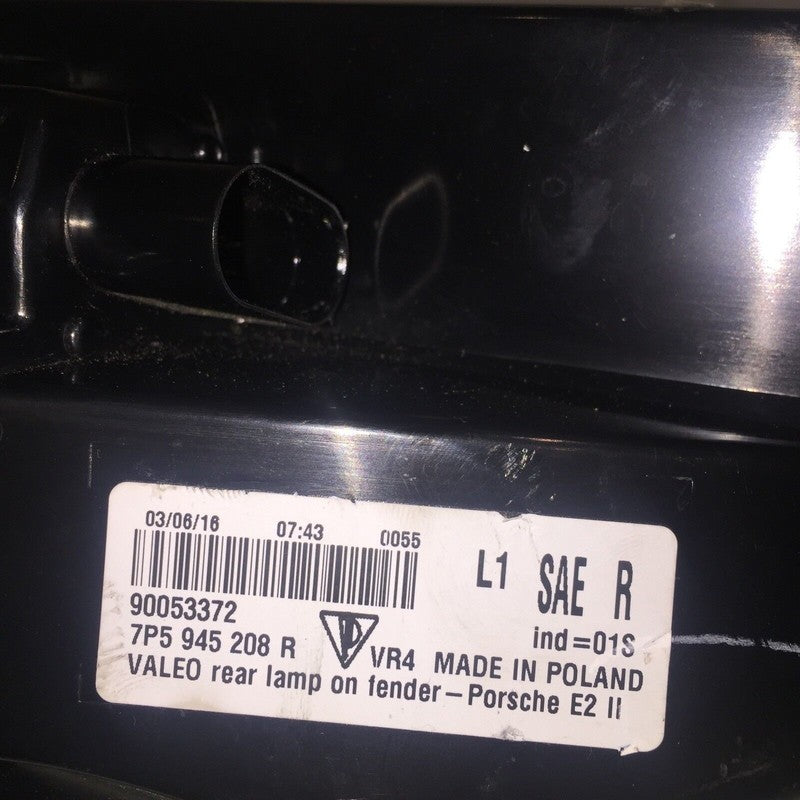 03/06/16 07:43 0055
L1 SAE R
90053372
ind=01S
7P5 945 208 R VR4 MADE IN POLAND
VALEO rear lamp on fender-Porsche E2 II